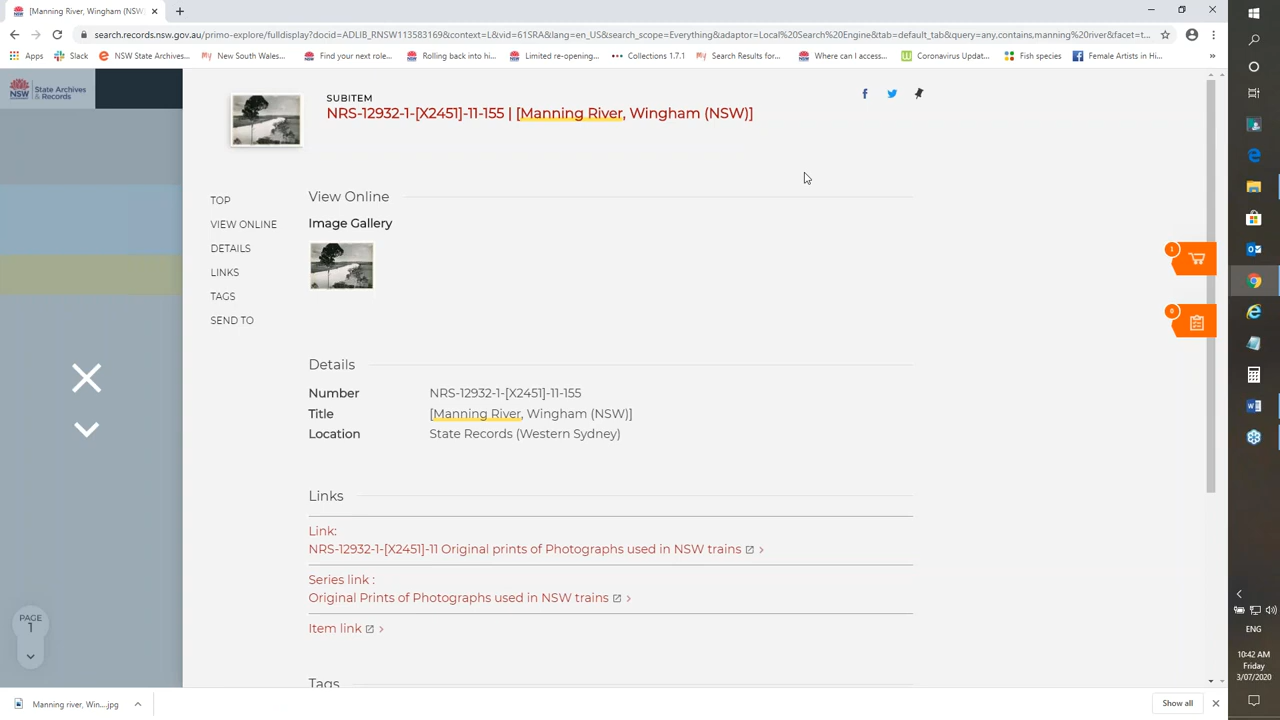 [Manning River, Wingham (NSW)
search.records.nsw.gov.au/primo-explore/fulldisplay?docid=ADLIB_RNSW113583169&context=L&vid=61SRA&lang=en_US&search_scope=Everything&adaptor=Local%20Search%20Engine&tab=default_tab&query=any,contains,manning%20river&facet=t...
Apps
Slack
NSW State Archives...
New South Wales...
Find your next role...
Rolling back into hi...
Limited re-opening...
Collections 1.7.1
Search Results for...
Where can I access...
Coronavirus Updat...
Fish species
Female Artists in Hi...
»
NSW
State Archives
& Records
SUBITEM
NRS-12932-1-[X2451]-11-155 | [Manning River, Wingham (NSW)]
TOP
VIEW ONLINE
DETAILS
LINKS
TAGS
SEND TO
View Online
Image Gallery
1
0
Details
Number NRS-12932-1-[X2451]-11-155
Title [Manning River, Wingham (NSW)]
Location State Records (Western Sydney)
Links
Link:
NRS-12932-1-[X2451]-11 Original prints of Photographs used in NSW trains
Series link :
Original Prints of Photographs used in NSW trains
Item link
Tags
PAGE
1
Manning river, Win....jpg
Show all
ENG
10:42 AM
Friday
3/07/2020